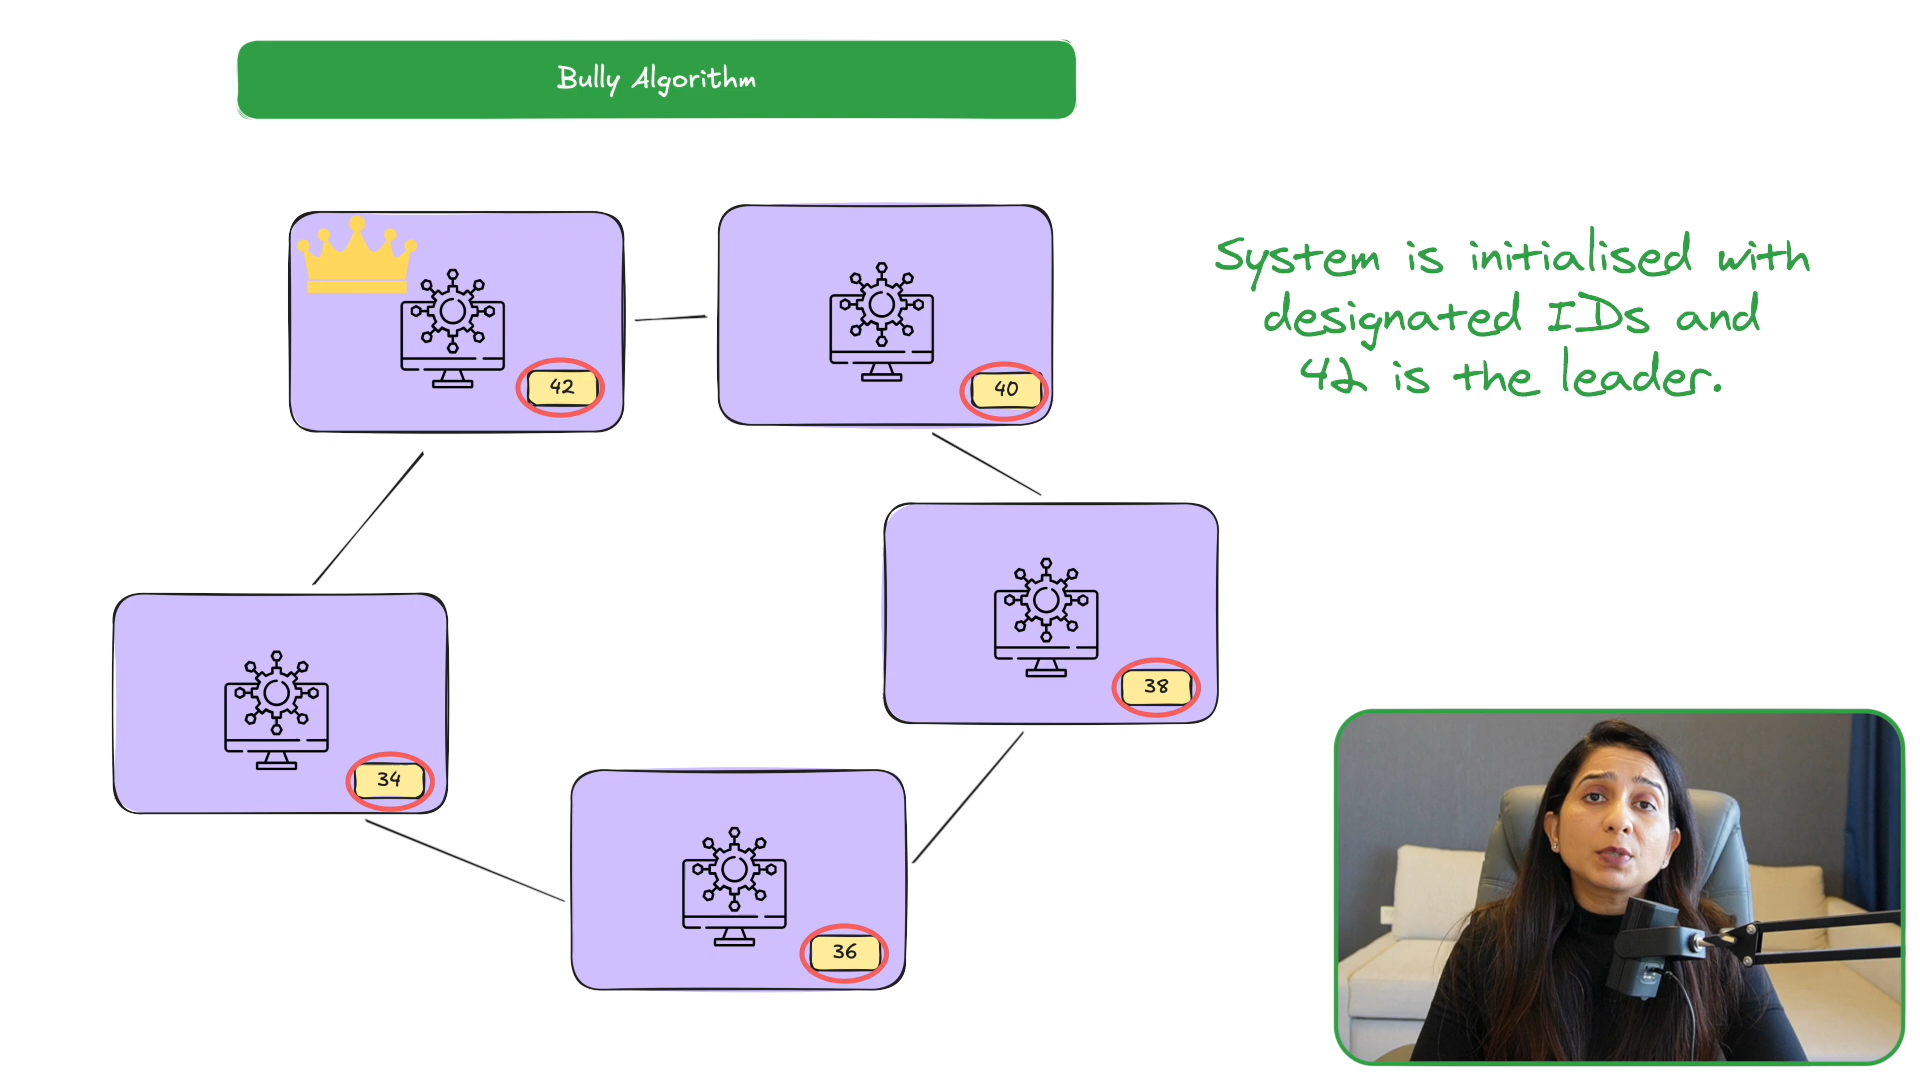 Bully Algorithm
System is initialised with
designated IDs and
42 is the leader.
42
40
38
34
36